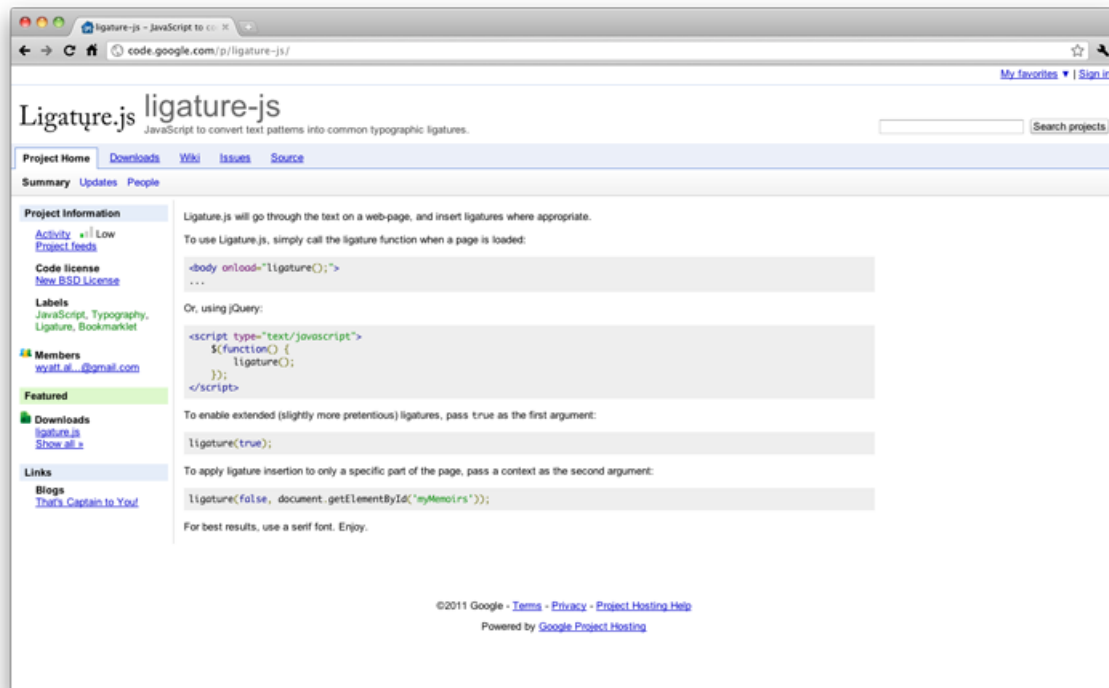 ligature-js - JavaScript to co
code.google.com/p/ligature-js/
My favorites ▼ | Sign in
Ligature.js
ligature-js
JavaScript to convert text patterns into common typographic ligatures.
Search projects
Project Home Downloads Wiki Issues Source
Summary Updates People
Project Information
Activity Low
Project feeds
Code license
New BSD License
Labels
JavaScript, Typography,
Ligature, Bookmarklet
Members
wyatt.al...@gmail.com
Featured
Downloads
ligature.js
Show all »
Links
Blogs
That's Captain to You!
Ligature.js will go through the text on a web-page, and insert ligatures where appropriate.
To use Ligature.js, simply call the ligature function when a page is loaded:
<body onload="ligature();">
...
Or, using jQuery:
<script type="text/javascript">
$(function() {
ligature();
});
</script>
To enable extended (slightly more pretentious) ligatures, pass true as the first argument:
ligature(true);
To apply ligature insertion to only a specific part of the page, pass a context as the second argument:
ligature(false, document.getElementById("myMemoirs"));
For best results, use a serif font. Enjoy.
©2011 Google - Terms - Privacy - Project Hosting Help
Powered by Google Project Hosting